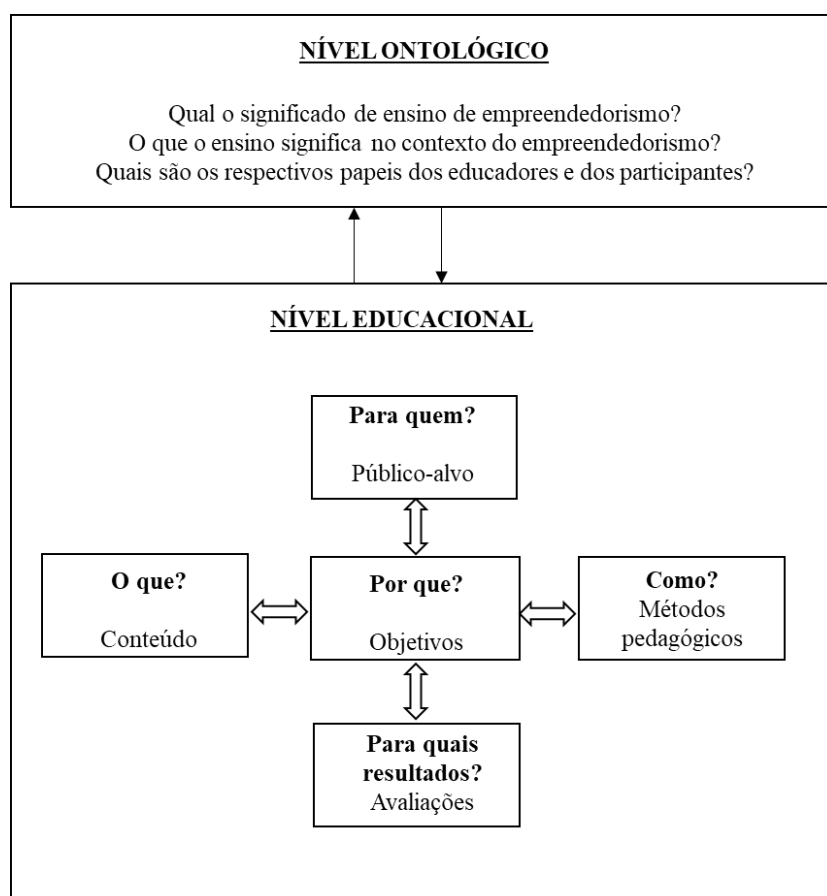 NÍVEL ONTOLÓGICO
Qual o significado de ensino de empreendedorismo?
O que o ensino significa no contexto do empreendedorismo?
Quais são os respectivos papeis dos educadores e dos participantes?
NÍVEL EDUCACIONAL
Para quem?
Público-alvo
O que?
Conteúdo
Por que?
Objetivos
Como?
Métodos
pedagógicos
Para quais
resultados?
Avaliações